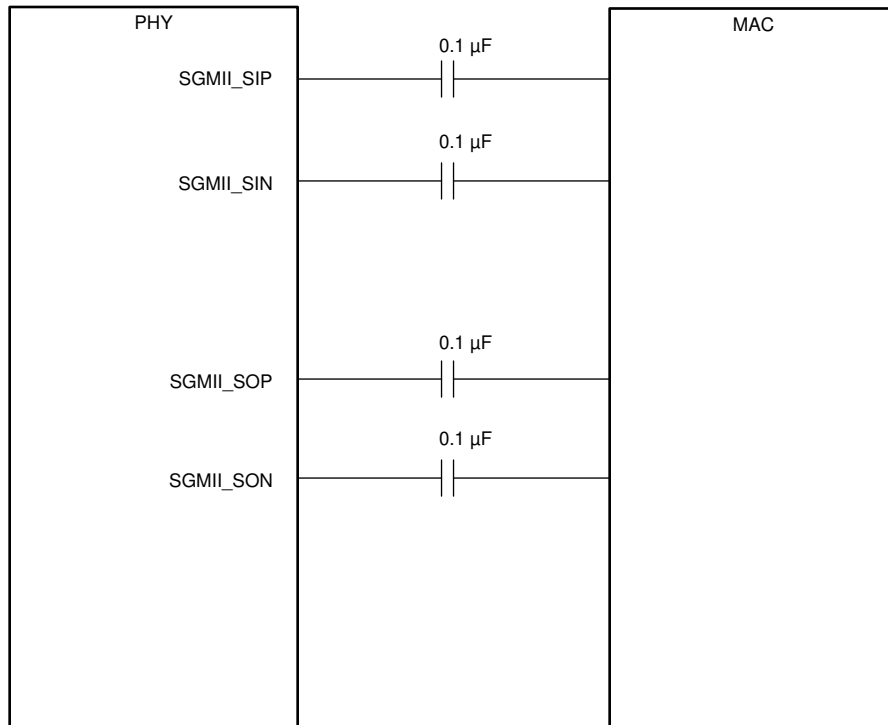 PHY
MAC
0.1 µF
SGMII_SIP
0.1 µF
SGMII_SIN
0.1 µF
SGMII_SOP
0.1 µF
SGMII_SON